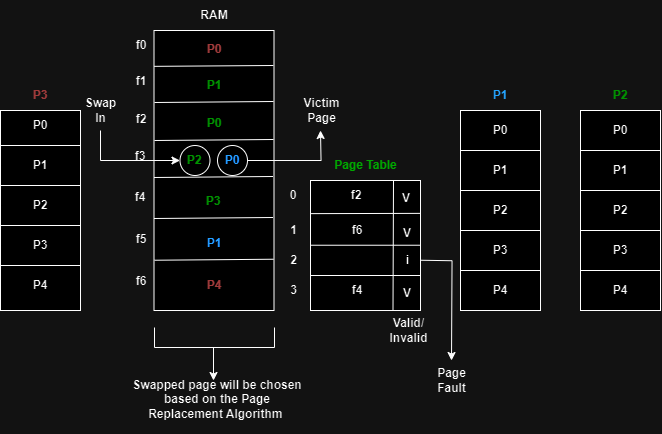 RAM
f0
P0
f1
P1
f2
P0
f3
P2
P0
f4
P3
f5
P1
f6
P4
P3
P0
P1
P2
P3
P4
Swap
In
Victim
Page
Page Table
0
f2
V
1
f6
V
2
i
3
f4
V
Valid/
Invalid
Page
Fault
P1
P0
P1
P2
P3
P4
P2
P0
P1
P2
P3
P4
Swapped page will be chosen
based on the Page
Replacement Algorithm